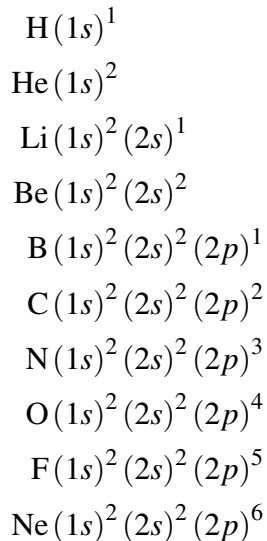 H(1s)¹
He(1s)²
Li(1s)²(2s)¹
Be(1s)²(2s)²
B(1s)²(2s)²(2p)¹
C(1s)²(2s)²(2p)²
N(1s)²(2s)²(2p)³
O(1s)²(2s)²(2p)⁴
F(1s)²(2s)²(2p)⁵
Ne(1s)²(2s)²(2p)⁶